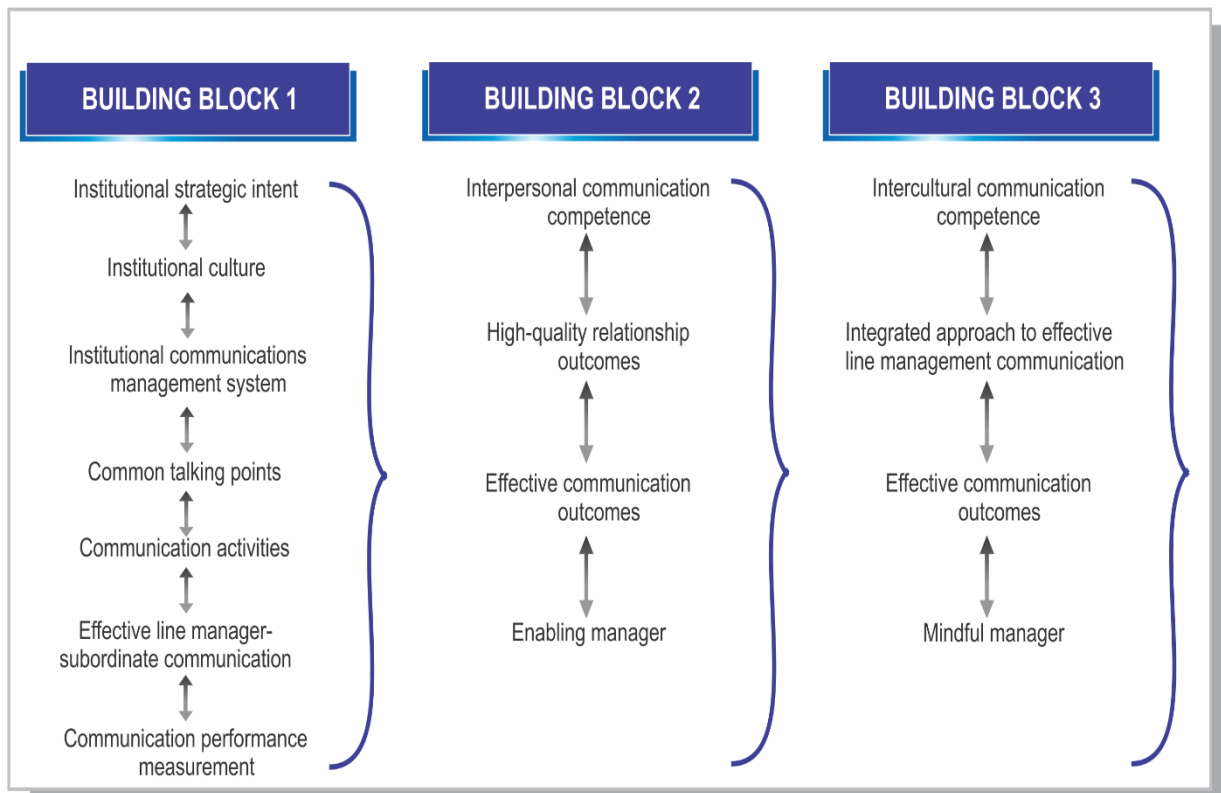 BUILDING BLOCK 1
Institutional strategic intent
Institutional culture
Institutional communications
management system
Common talking points
Communication activities
Effective line manager-
subordinate communication
Communication performance
measurement
BUILDING BLOCK 2
Interpersonal communication
competence
High-quality relationship
outcomes
Effective communication
outcomes
Enabling manager
BUILDING BLOCK 3
Intercultural communication
competence
Integrated approach to effective
line management communication
Effective communication
outcomes
Mindful manager